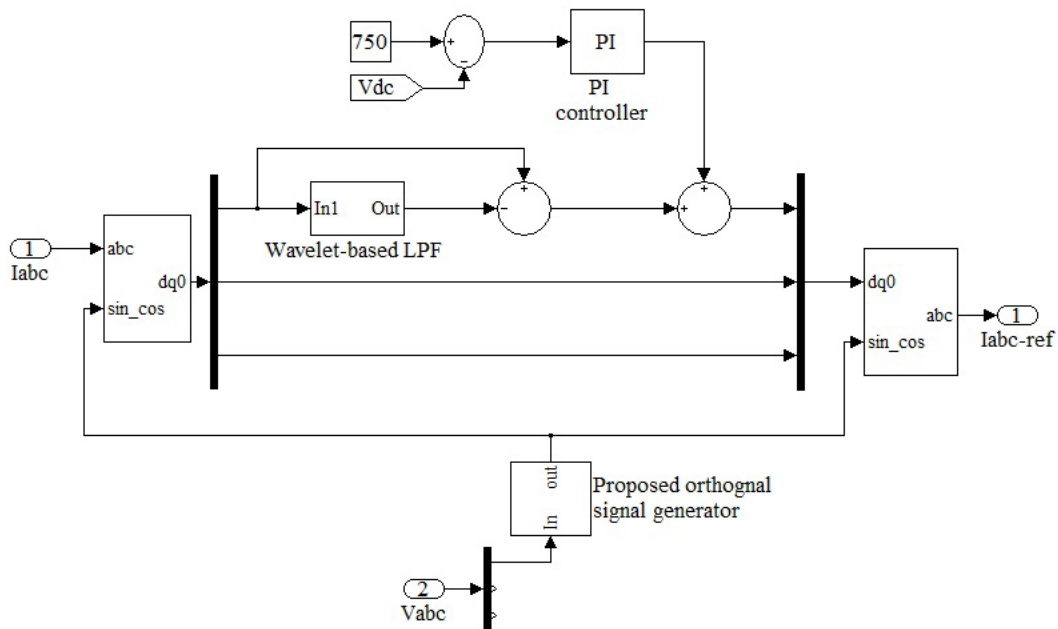 750
+
−
Vdc
PI
PI
controller
In1
Out
Wavelet-based LPF
+
−
+
+
1
Iabc
abc
dq0
sin_cos
dq0
abc
sin_cos
1
Iabc-ref
out
In
Proposed orthognal
signal generator
2
Vabc